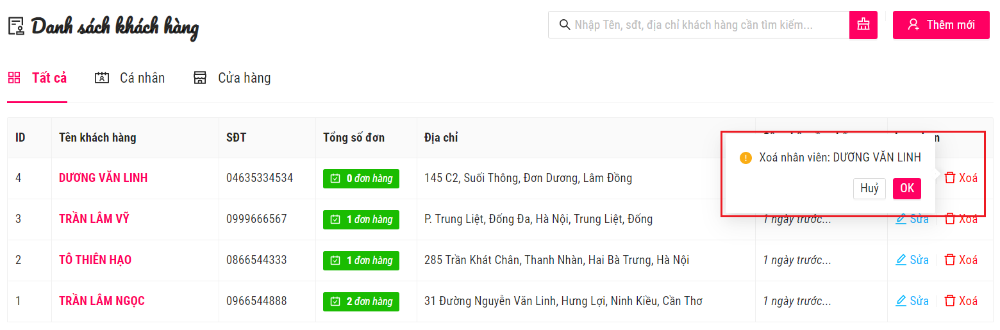 Danh sách khách hàng
Nhập Tên, sđt, địa chỉ khách hàng cần tìm kiếm...
Thêm mới
Tất cả
Cá nhân
Cửa hàng
ID Tên khách hàng SĐT Tổng số đơn Địa chỉ
Xoá nhân viên: DƯƠNG VĂN LINH
Huỷ OK
4 DƯƠNG VĂN LINH 04635334534 0 đơn hàng 145 C2, Suối Thông, Đơn Dương, Lâm Đồng Xoá
3 TRẦN LÂM VỸ 0999666567 1 đơn hàng P. Trung Liệt, Đống Đa, Hà Nội, Trung Liệt, Đống 1 ngày trước... Sửa Xoá
2 TÔ THIÊN HẠO 0866544333 1 đơn hàng 285 Trần Khát Chân, Thanh Nhàn, Hai Bà Trưng, Hà Nội 1 ngày trước... Sửa Xoá
1 TRẦN LÂM NGỌC 0966544888 2 đơn hàng 31 Đường Nguyễn Văn Linh, Hưng Lợi, Ninh Kiều, Cần Thơ 1 ngày trước... Sửa Xoá